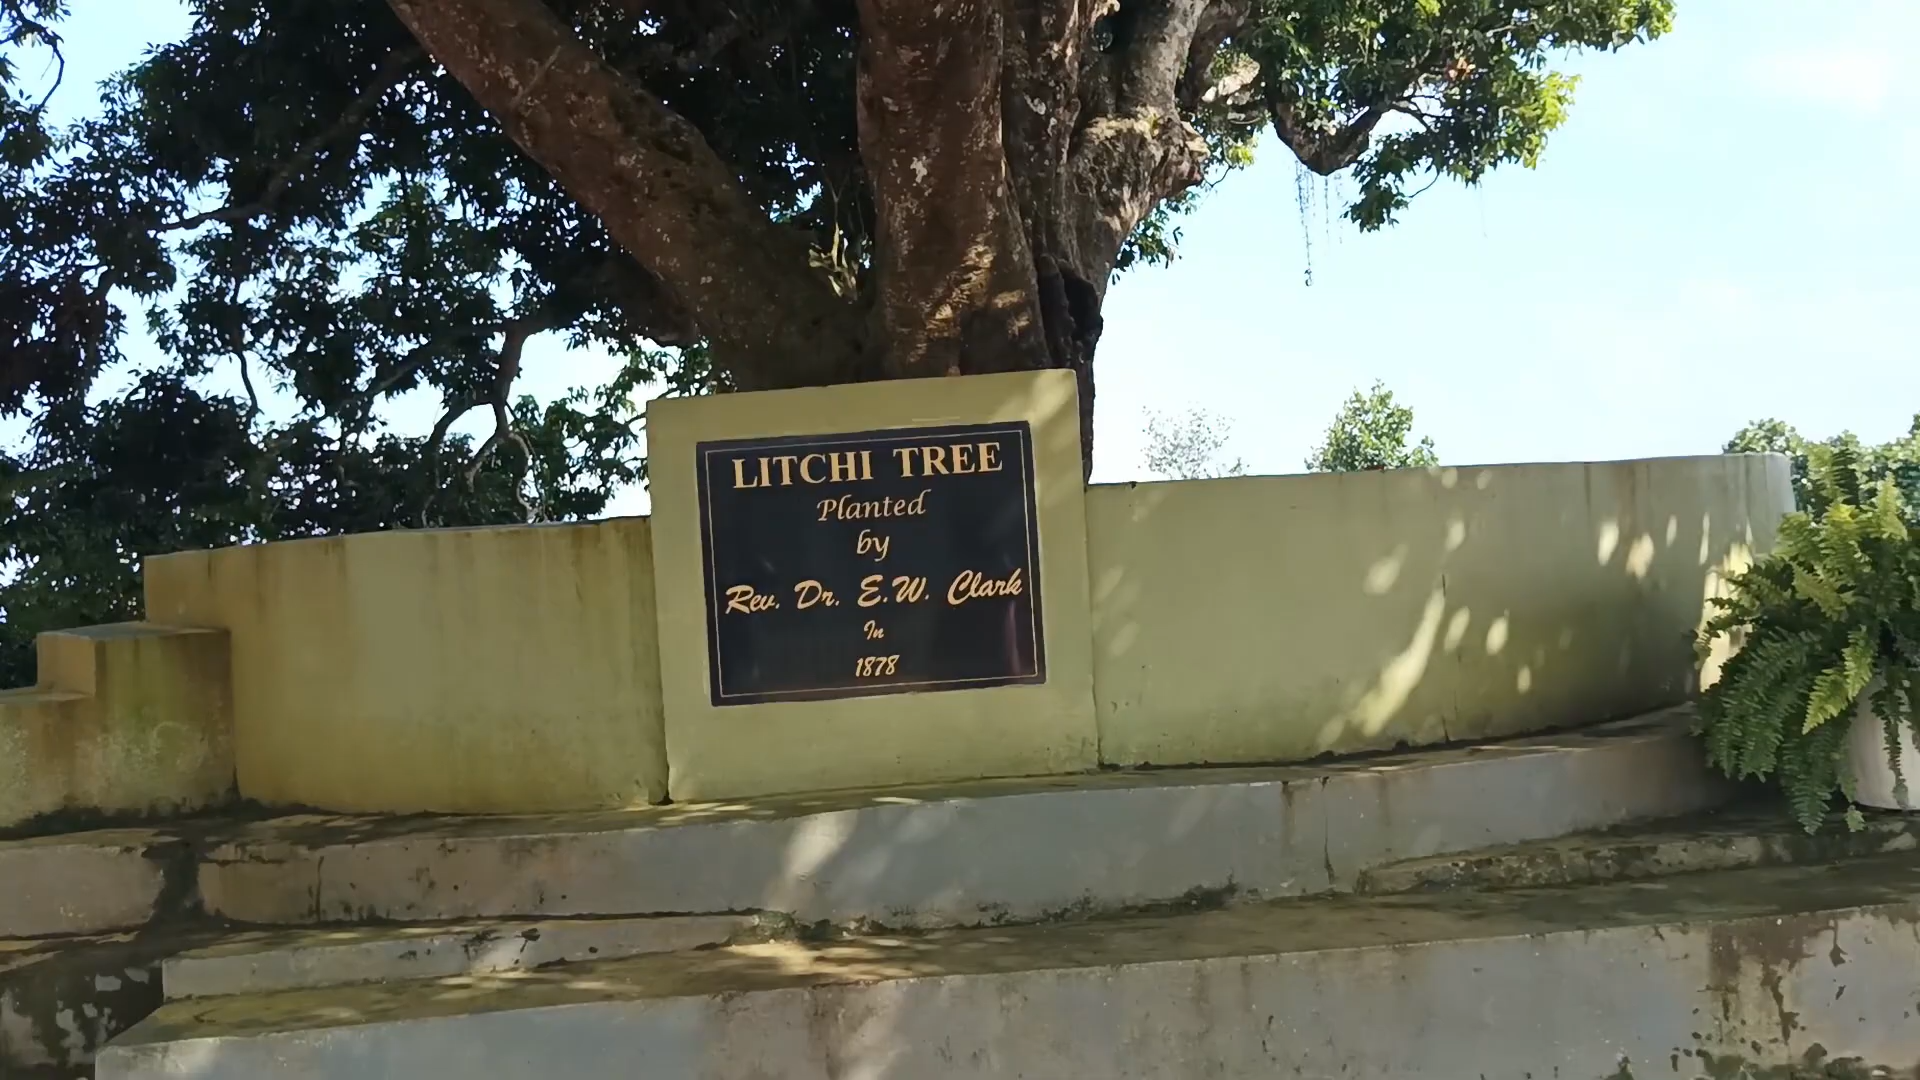 LITCHI TREE
Planted
by
Rev. Dr. E.W. Clark
In
1878